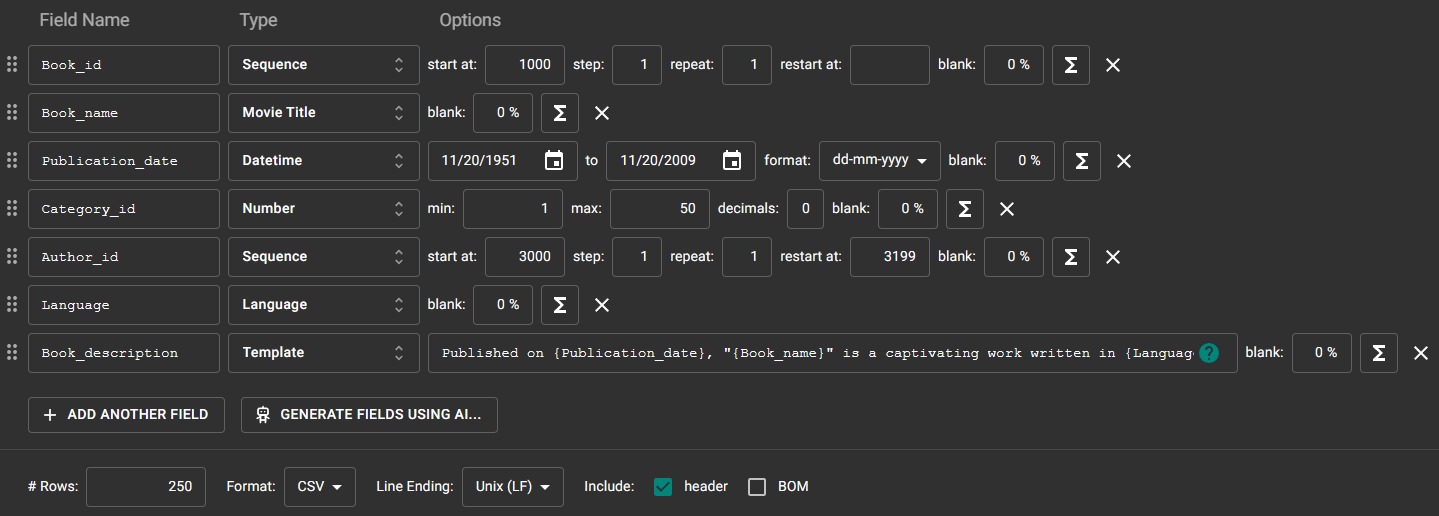 Field Name Type Options
Book_id Sequence start at: 1000 step: 1 repeat: 1 restart at: blank: 0 % Σ
Book_name Movie Title blank: 0 % Σ
Publication_date Datetime 11/20/1951 to 11/20/2009 format: dd-mm-yyyy blank: 0 % Σ
Category_id Number min: 1 max: 50 decimals: 0 blank: 0 % Σ
Author_id Sequence start at: 3000 step: 1 repeat: 1 restart at: 3199 blank: 0 % Σ
Language Language blank: 0 % Σ
Book_description Template Published on {Publication_date}, "{Book_name}" is a captivating work written in {Languag ? blank: 0 % Σ
+ ADD ANOTHER FIELD GENERATE FIELDS USING AI...
# Rows: 250 Format: CSV Line Ending: Unix (LF) Include: header BOM